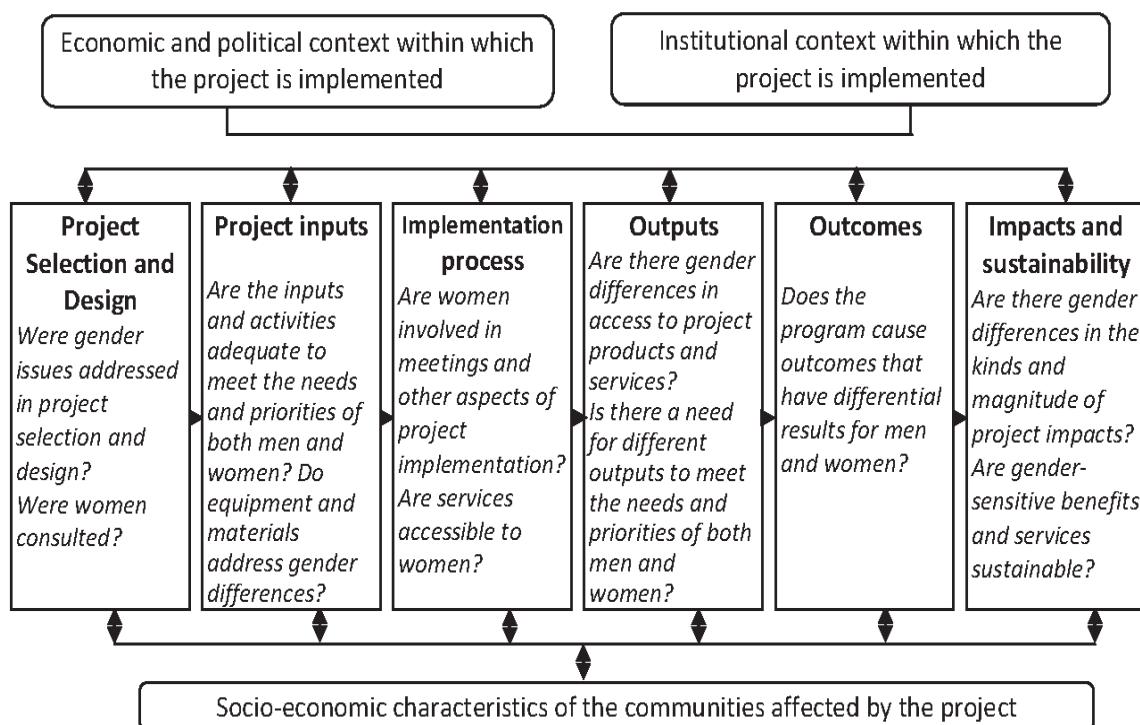 Economic and political context within which
the project is implemented
Institutional context within which the
project is implemented
Project
Selection and
Design
Were gender
issues addressed
in project
selection and
design?
Were women
consulted?
Project inputs
Are the inputs
and activities
adequate to
meet the needs
and priorities of
both men and
women? Do
equipment and
materials
address gender
differences?
Implementation
process
Are women
involved in
meetings and
other aspects of
project
implementation?
Are services
accessible to
women?
Outputs
Are there gender
differences in
access to project
products and
services?
Is there a need
for different
outputs to meet
the needs and
priorities of both
men and
women?
Outcomes
Does the
program cause
outcomes that
have differential
results for men
and women?
Impacts and
sustainability
Are there gender
differences in the
kinds and
magnitude of
project impacts?
Are gender-
sensitive benefits
and services
sustainable?
Socio-economic characteristics of the communities affected by the project